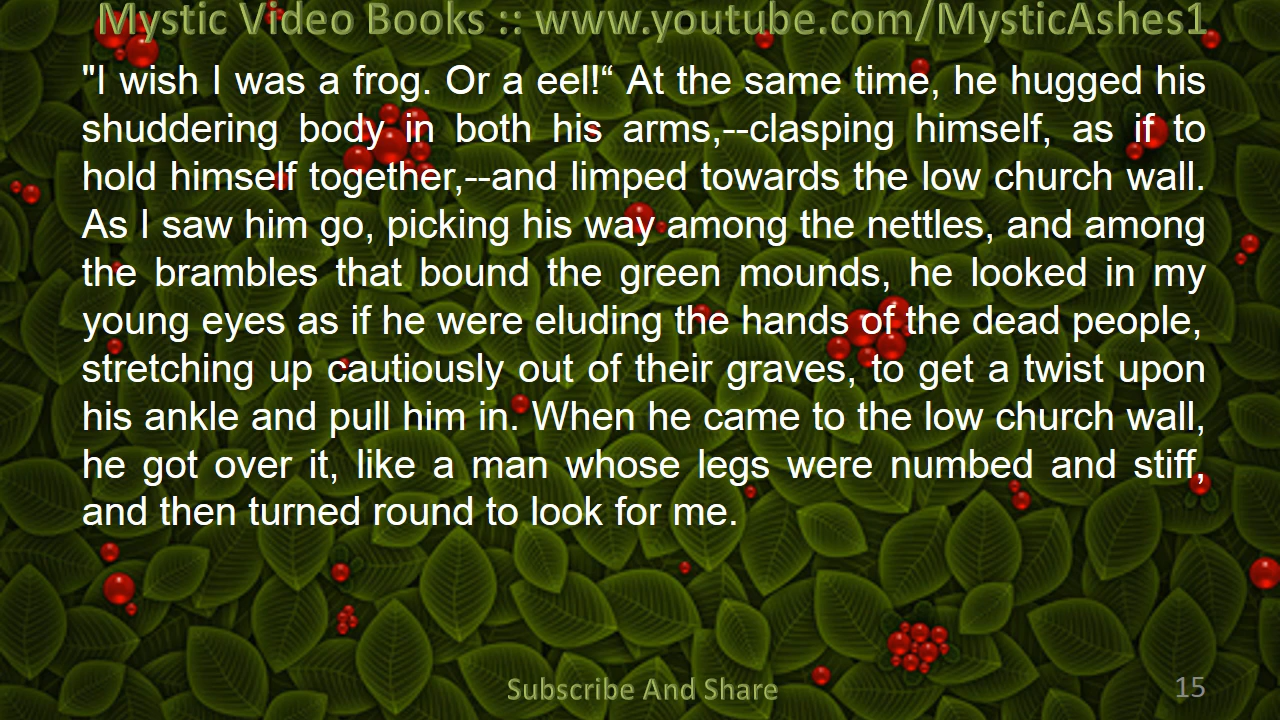 Mystic Video Books :: www.youtube.com/MysticAshes1
"I wish I was a frog. Or a eel!“ At the same time, he hugged his
shuddering body in both his arms,--clasping himself, as if to
hold himself together,--and limped towards the low church wall.
As I saw him go, picking his way among the nettles, and among
the brambles that bound the green mounds, he looked in my
young eyes as if he were eluding the hands of the dead people,
stretching up cautiously out of their graves, to get a twist upon
his ankle and pull him in. When he came to the low church wall,
he got over it, like a man whose legs were numbed and stiff,
and then turned round to look for me.
Subscribe And Share
15